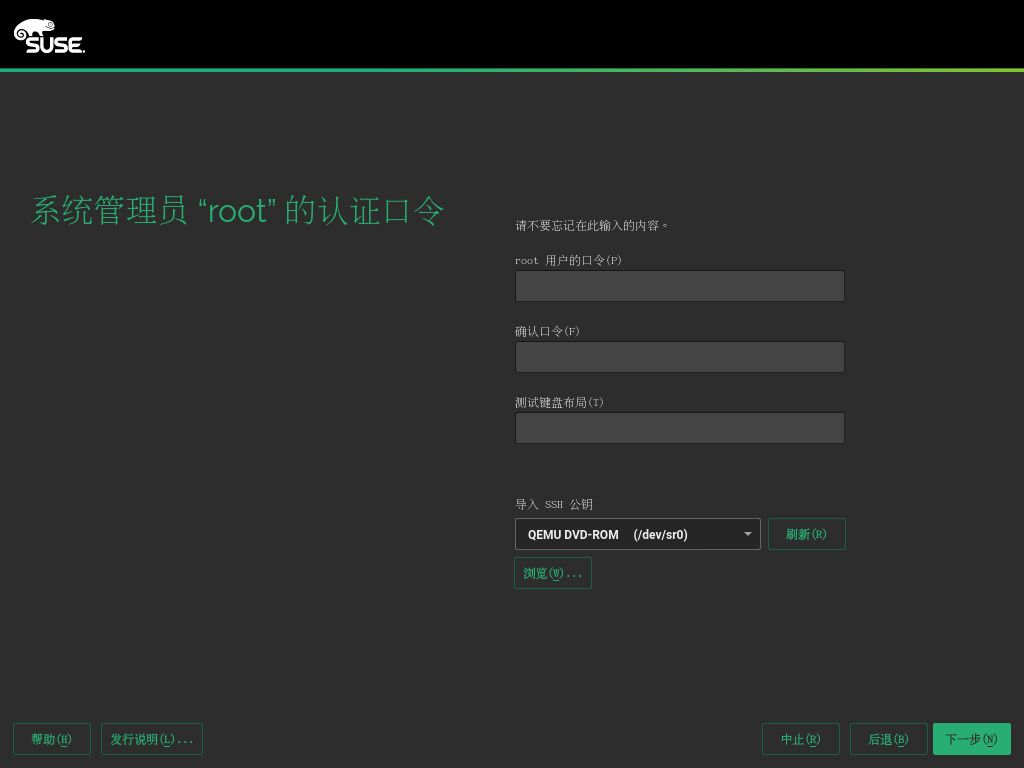 SUSE.
系统管理员 “root” 的认证口令
请不要忘记在此输入的内容。
root 用户的口令(P)
确认口令(F)
测试键盘布局(T)
导入 SSH 公钥
QEMU DVD-ROM (/dev/sr0)
刷新(R)
浏览(W)...
帮助(H)
发行说明(L)...
中止(R)
后退(B)
下一步(N)